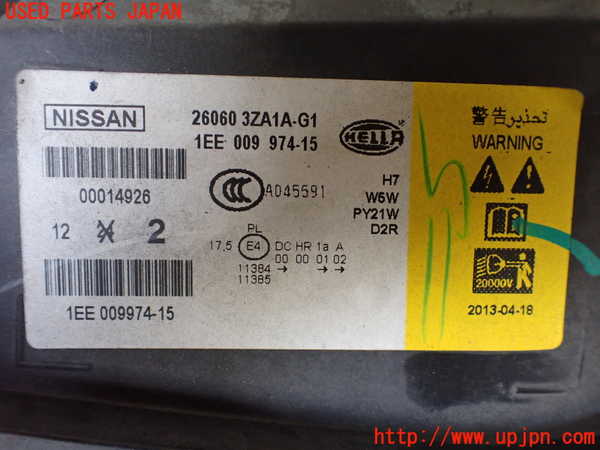 USED PARTS JAPAN
NISSAN
26060 3ZA1A-G1
1EE 009 974-15
HELLA
警告 تحذير
WARNING
00014926
CCC A045591
H7
W5W
PY21W
D2R
12 X 2
PL
17,5 E4 DC HR 1a A
00 00 01 02
11384 → → →
11385
1EE 009974-15
20000V
2013-04-18
http://www.upjpn.com/